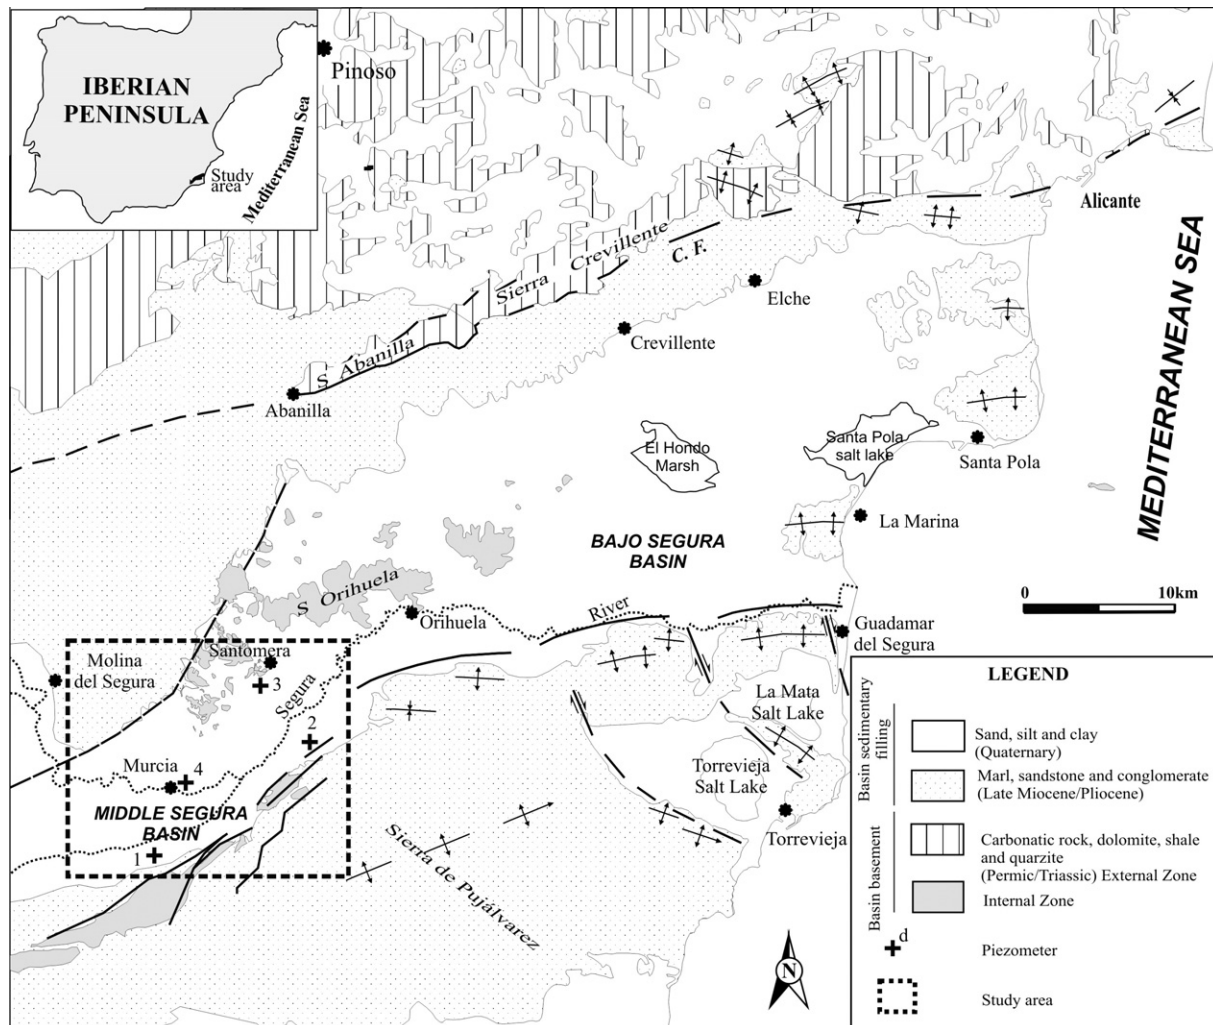 IBERIAN
PENINSULA
Study
area
Mediterranean Sea
Pinoso
Alicante
MEDITERRANEAN SEA
Sierra Crevillente
C. F.
Elche
Crevillente
S Abanilla
Abanilla
El Hondo
Marsh
Santa Pola
salt lake
Santa Pola
La Marina
BAJO SEGURA
BASIN
S Orihuela
Orihuela
River
10km
Guadamar
del Segura
Molina
del Segura
Santomera
3
Segura
2
Murcia
4
MIDDLE SEGURA
BASIN
1
La Mata
Salt Lake
Torrevieja
Salt Lake
Torrevieja
Sierra de Pujálvarez
N
LEGEND
Basin sedimentary
filling
Sand, silt and clay
(Quaternary)
Marl, sandstone and conglomerate
(Late Miocene/Pliocene)
Basin basement
Carbonatic rock, dolomite, shale
and quarzite
(Permic/Triassic) External Zone
Internal Zone
d
Piezometer
Study area